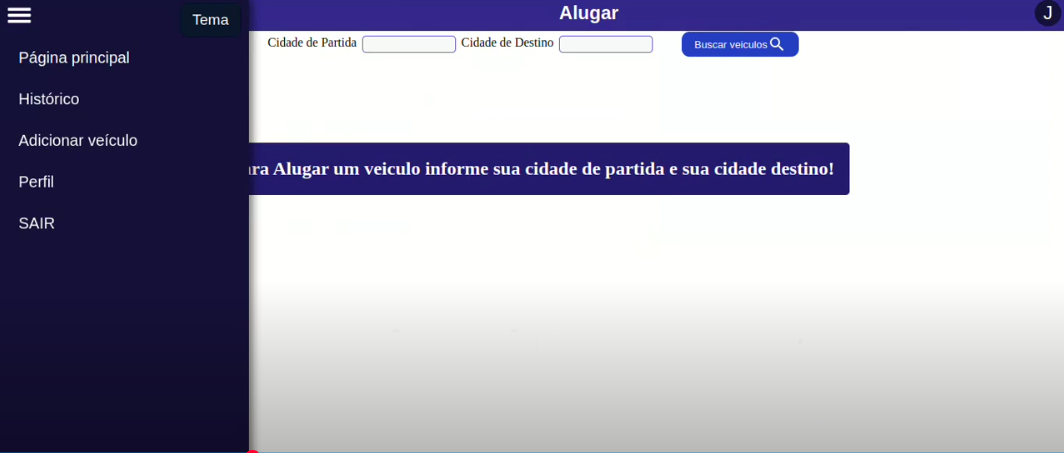 Tema
Alugar
J
Página principal
Histórico
Adicionar veículo
Perfil
SAIR
Cidade de Partida
Cidade de Destino
Buscar veiculos
Alugar um veiculo informe sua cidade de partida e sua cidade destino!